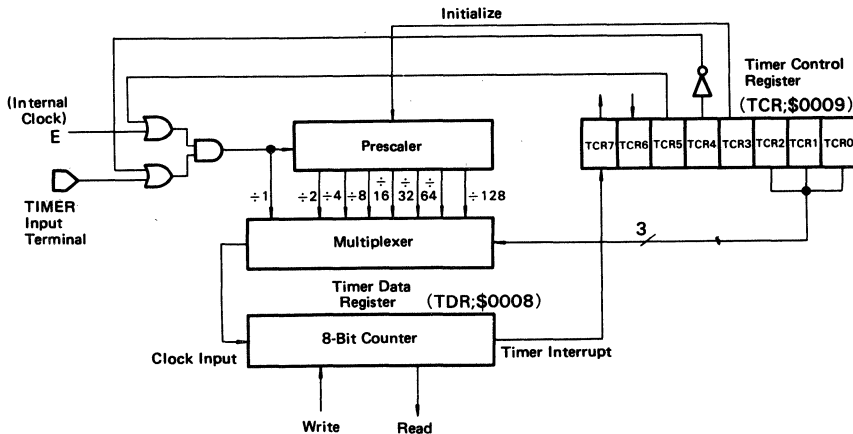 Initialize
Timer Control
Register
(TCR;$0009)
(Internal
Clock)
E
TCR7 TCR6 TCR5 TCR4 TCR3 TCR2 TCR1 TCR0
Prescaler
TIMER
Input
Terminal
÷1 ÷2 ÷4 ÷8 ÷16 ÷32 ÷64 ÷128
3
Multiplexer
Timer Data
Register (TDR;$0008)
8-Bit Counter
Clock Input
Timer Interrupt
Write
Read